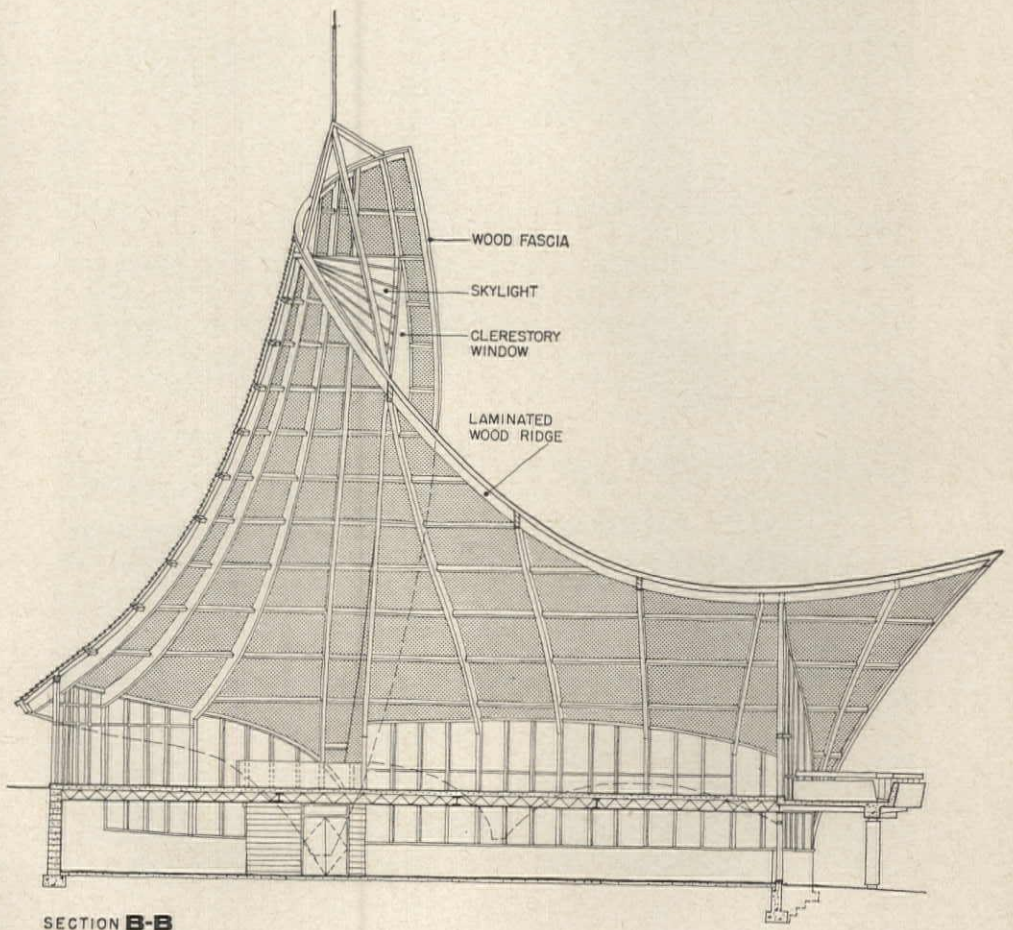 WOOD FASCIA
SKYLIGHT
CLERESTORY
WINDOW
LAMINATED
WOOD RIDGE
SECTION B-B